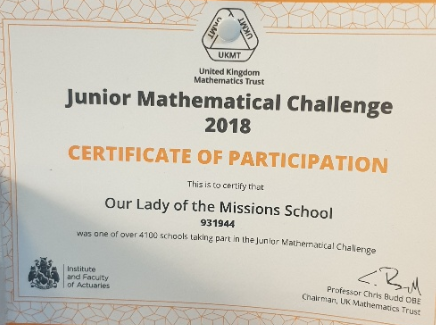 UKMT
UKMT
UKMT
United Kingdom
Mathematics Trust
Junior Mathematical Challenge
2018
CERTIFICATE OF PARTICIPATION
This is to certify that
Our Lady of the Missions School
931944
was one of over 4100 schools taking part in the Junior Mathematical Challenge
Institute
and Faculty
of Actuaries
Professor Chris Budd OBE
Chairman, UK Mathematics Trust